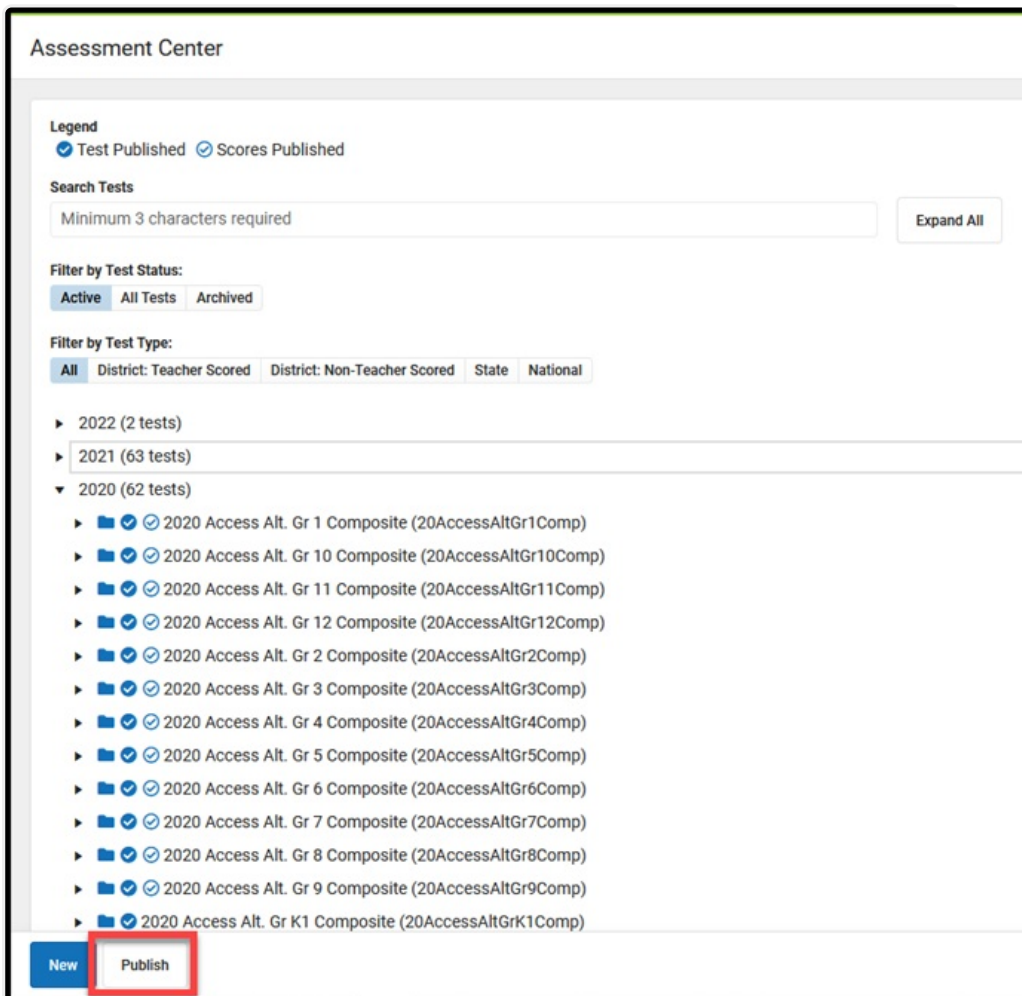 Assessment Center
Legend
Test Published Scores Published
Search Tests
Minimum 3 characters required
Expand All
Filter by Test Status:
Active All Tests Archived
Filter by Test Type:
All District: Teacher Scored District: Non-Teacher Scored State National
2022 (2 tests)
2021 (63 tests)
2020 (62 tests)
2020 Access Alt. Gr 1 Composite (20AccessAltGr1Comp)
2020 Access Alt. Gr 10 Composite (20AccessAltGr10Comp)
2020 Access Alt. Gr 11 Composite (20AccessAltGr11Comp)
2020 Access Alt. Gr 12 Composite (20AccessAltGr12Comp)
2020 Access Alt. Gr 2 Composite (20AccessAltGr2Comp)
2020 Access Alt. Gr 3 Composite (20AccessAltGr3Comp)
2020 Access Alt. Gr 4 Composite (20AccessAltGr4Comp)
2020 Access Alt. Gr 5 Composite (20AccessAltGr5Comp)
2020 Access Alt. Gr 6 Composite (20AccessAltGr6Comp)
2020 Access Alt. Gr 7 Composite (20AccessAltGr7Comp)
2020 Access Alt. Gr 8 Composite (20AccessAltGr8Comp)
2020 Access Alt. Gr 9 Composite (20AccessAltGr9Comp)
2020 Access Alt. Gr K1 Composite (20AccessAltGrK1Comp)
New Publish